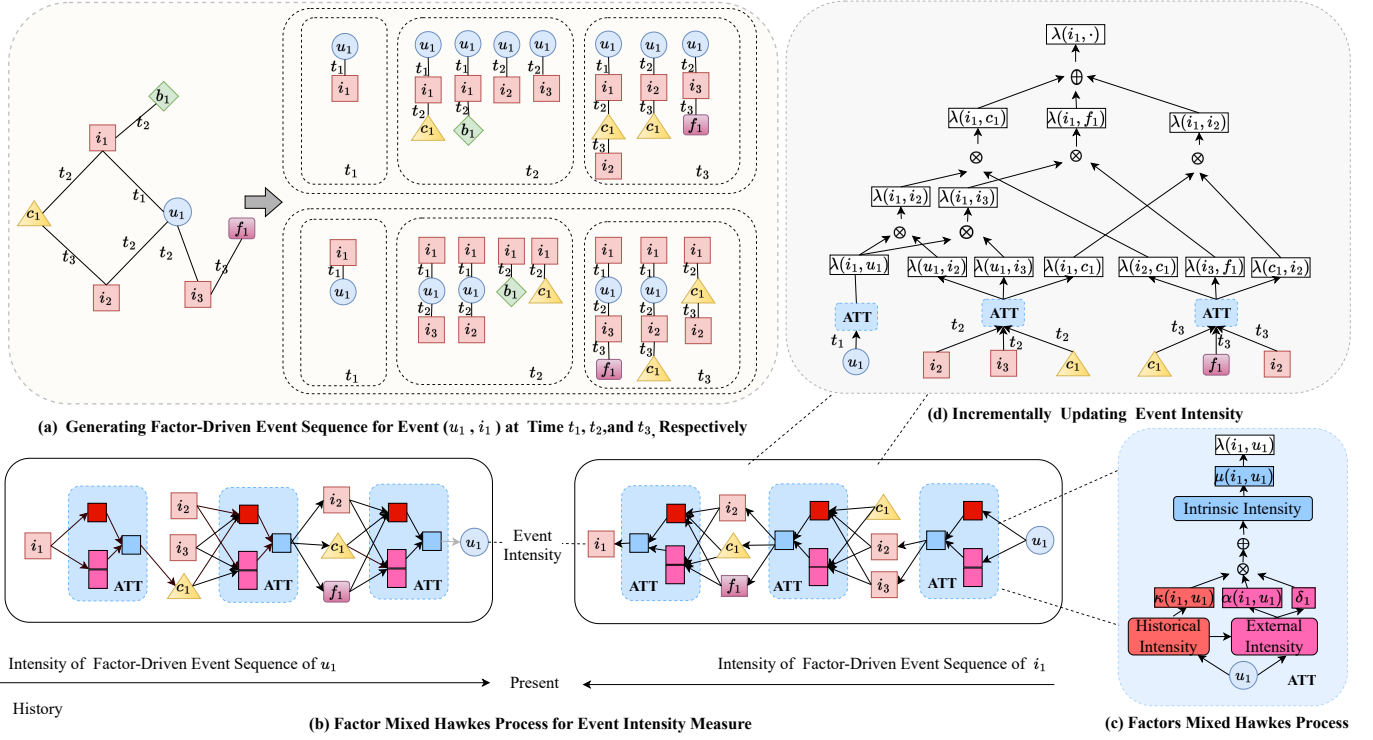 b₁
t₂
i₁
t₂
t₁
c₁
u₁
f₁
t₃
t₂
t₂
t₃
i₂
i₃
u₁
t₁
i₁
t₁
u₁ u₁ u₁ u₁
t₁ t₁ t₂ t₂
i₁ i₁ i₂ i₃
t₂ t₂
c₁ b₁
t₂
u₁ u₁ u₁
t₁ t₂ t₂
i₁ i₂ i₃
t₂ t₃ t₃
c₁ c₁ f₁
t₃
i₂
t₃
i₁
t₁
u₁
t₁
i₁ i₁ i₁ i₁
t₁ t₁ t₂ t₂
u₁ u₁ b₁ c₁
t₂ t₂
i₃ i₂
t₂
i₁ i₁ i₁
t₁ t₁ t₂
u₁ u₁ c₁
t₂ t₂ t₃
i₃ i₂ i₂
t₃ t₃
f₁ c₁
t₃
(a) Generating Factor-Driven Event Sequence for Event (u₁ , i₁ ) at Time t₁, t₂,and t₃, Respectively
λ(i₁, ·)
⊕
λ(i₁, c₁) λ(i₁, f₁) λ(i₁, i₂)
⊗ ⊗ ⊗
λ(i₁, i₂) λ(i₁, i₃)
⊗ ⊗
λ(i₁, u₁) λ(u₁, i₂) λ(u₁, i₃) λ(i₁, c₁) λ(i₂, c₁) λ(i₃, f₁) λ(c₁, i₂)
ATT ATT ATT
t₁ t₂ t₂ t₂ t₃ t₃ t₃
u₁ i₂ i₃ c₁ c₁ f₁ i₂
(d) Incrementally Updating Event Intensity
i₁
ATT
i₂
i₃
c₁
ATT
i₂
c₁
f₁
ATT
u₁
Event
Intensity
i₁
ATT
i₂
c₁
f₁
ATT
c₁
i₂
i₃
ATT
u₁
Intensity of Factor-Driven Event Sequence of u₁
Present
Intensity of Factor-Driven Event Sequence of i₁
History
(b) Factor Mixed Hawkes Process for Event Intensity Measure
λ(i₁, u₁)
μ(i₁, u₁)
Intrinsic Intensity
⊕
⊗
κ(i₁, u₁) α(i₁, u₁) δ₁
Historical
Intensity
External
Intensity
u₁
ATT
(c) Factors Mixed Hawkes Process